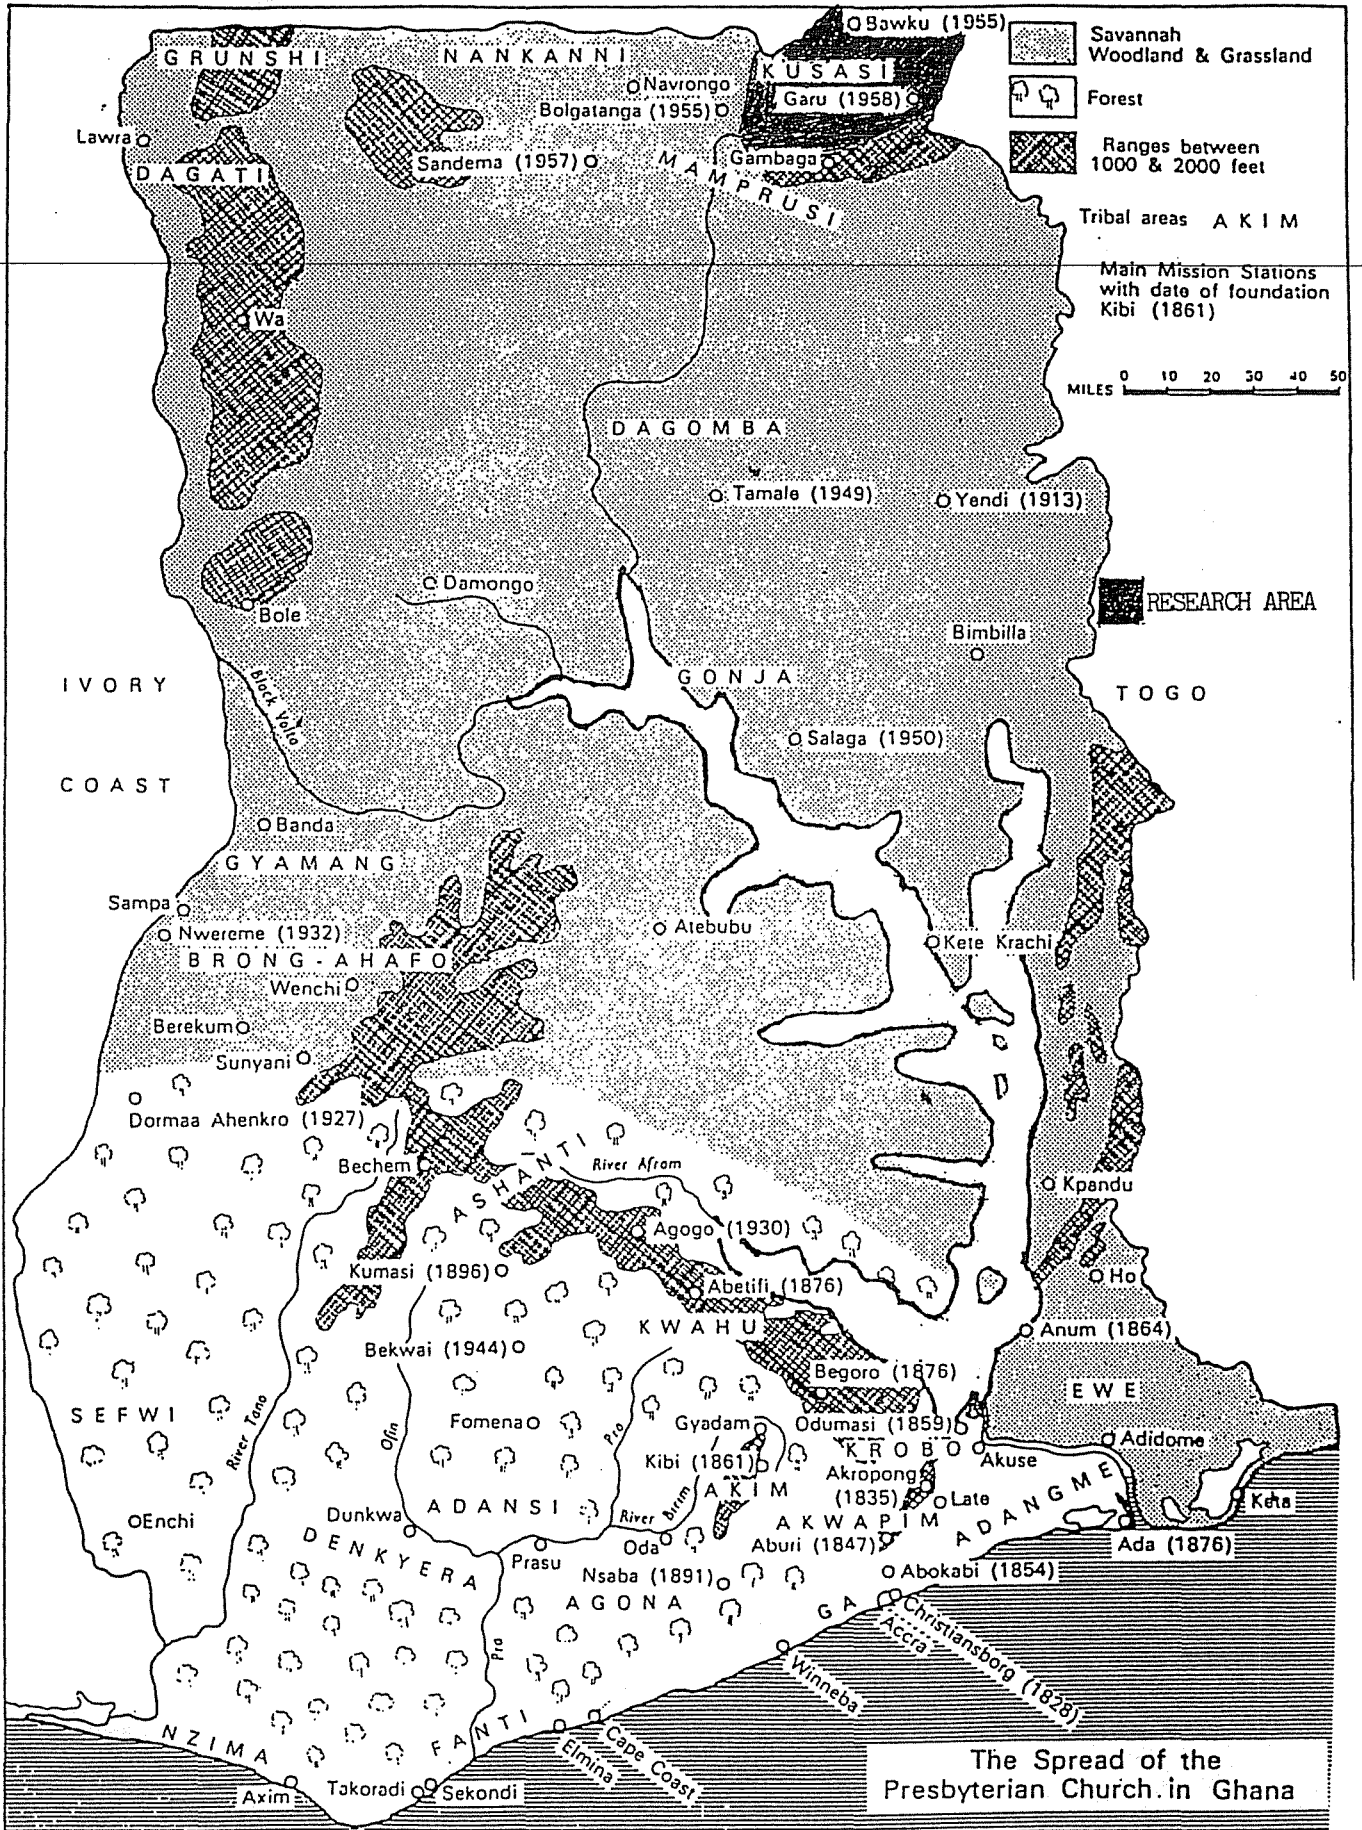 Bawku (1955)
Savannah
Woodland & Grassland
GRUNSHI
NANKANNI
KUSASI
Navrongo
Garu (1958)
Forest
Bolgatanga (1955)
Lawra
Ranges between
1000 & 2000 feet
Sandema (1957)
Gambaga
DAGATI
MAMPRUSI
Tribal areas AKIM
Main Mission Stations
with date of foundation
Kibi (1861)
Wa
MILES 0 10 20 30 40 50
DAGOMBA
Tamale (1949)
Yendi (1913)
Damongo
RESEARCH AREA
Bole
Bimbilla
IVORY
COAST
Black Volta
GONJA
TOGO
Salaga (1950)
Banda
GYAMANG
Sampa
Nwereme (1932)
Atebubu
Kete Krachi
BRONG-AHAFO
Wenchi
Berekum
Sunyani
Dormaa Ahenkro (1927)
Bechem
ASHANTI
River Afram
Kpandu
Agogo (1930)
Kumasi (1896)
Abetifi (1876)
Ho
KWAHU
Anum (1864)
Bekwai (1944)
Begoro (1876)
EWE
SEFWI
River Tano
Ofin
Fomena
Pra
Gyadam
Odumasi (1859)
Adidome
KROBO
Akuse
Kibi (1861)
Akropong
(1835)
AKIM
Late
Keta
Enchi
Dunkwa
ADANSI
River Birim
AKWAPIM
ADANGME
DENKYERA
Prasu
Oda
Aburi (1847)
Ada (1876)
Nsaba (1891)
Abokabi (1854)
AGONA
GA
Christiansborg (1828)
Accra
Pra
Winneba
NZIMA
FANTI
Cape Coast
Elmina
Axim
Takoradi
Sekondi
The Spread of the
Presbyterian Church in Ghana